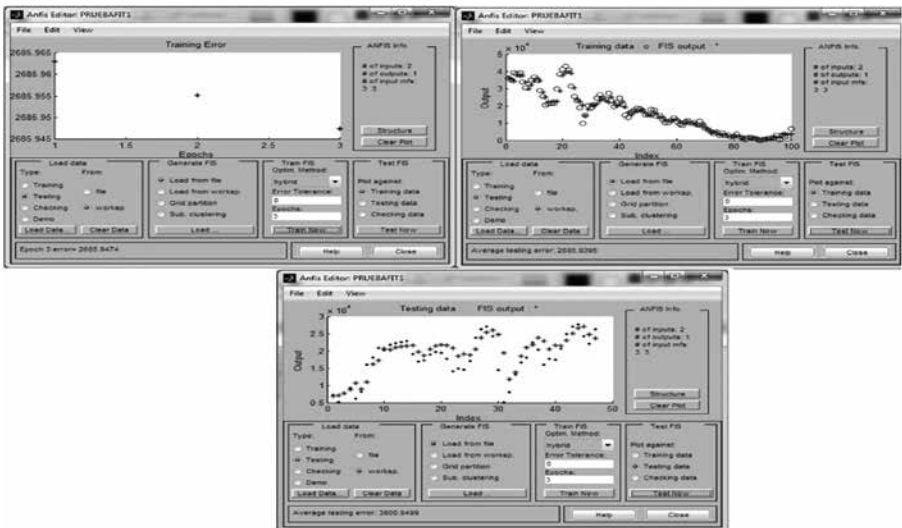 Anfis Editor: PRUEBAFIT1
File Edit View
Training Error
2685.965
2685.96
2685.955
2685.945
1 1.5 2 2.5 3
Epochs
ANFIS Info.
# of inputs: 2
# of outputs: 1
# of input mfs:
3 3
Structure
Clear Plot
Load data
Type: From:
Training
Testing
Checking
Demo
file
worksp.
Load Data... Clear Data
Generate FIS
Load from file
Load from worksp.
Grid partition
Sub. clustering
Load ...
Train FIS
Optim. Method:
hybrid
Error Tolerance:
0
Epochs:
3
Train Now
Test FIS
Plot against:
Training data
Testing data
Checking data
Test Now
Epoch 3:error= 2685.9474
Help Close
Anfis Editor: PRUEBAFIT1
File Edit View
Training data o FIS output *
× 10⁴
5
4
3
2
1
0
Output
0 20 40 60 80 100
Index
ANFIS Info.
# of inputs: 2
# of outputs: 1
# of input mfs:
3 3
Structure
Clear Plot
Load data
Type: From:
Training
Testing
Checking
Demo
file
worksp.
Load Data... Clear Data
Generate FIS
Load from file
Load from worksp.
Grid partition
Sub. clustering
Load ...
Train FIS
Optim. Method:
hybrid
Error Tolerance:
0
Epochs:
3
Train Now
Test FIS
Plot against:
Training data
Testing data
Checking data
Test Now
Average testing error:
Help Close
Anfis Editor: PRUEBAFIT1
File Edit View
Testing data : FIS output : *
× 10⁴
3
2.5
2
1.5
1
0.5
Output
0 10 20 30 40 50
Index
ANFIS Info.
# of inputs: 2
# of outputs: 1
# of input mfs:
3 3
Structure
Clear Plot
Load data
Type: From:
Training
Testing
Checking
Demo
file
worksp.
Load Data... Clear Data
Generate FIS
Load from file
Load from worksp.
Grid partition
Sub. clustering
Load ...
Train FIS
Optim. Method:
hybrid
Error Tolerance:
0
Epochs:
3
Train Now
Test FIS
Plot against:
Training data
Testing data
Checking data
Test Now
Average testing error:
Help Close